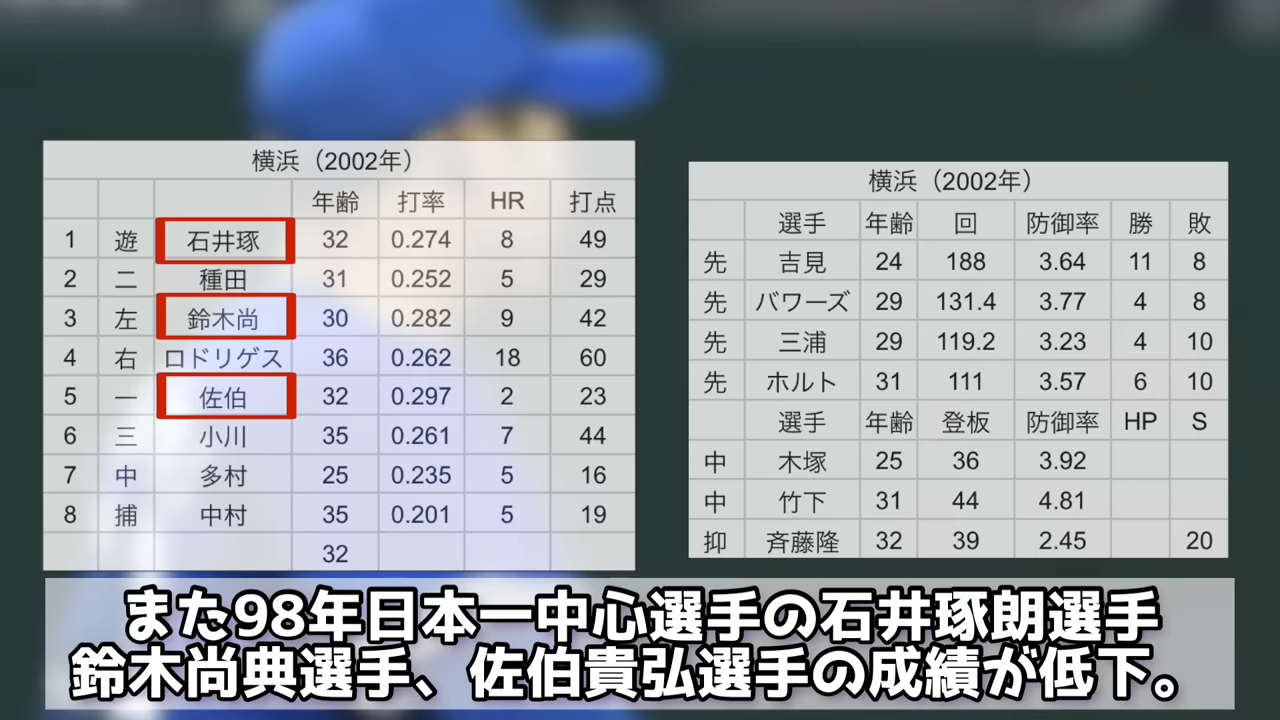 横浜（2002年）
年齢 打率 HR 打点
1 遊 石井琢 32 0.274 8 49
2 二 種田 31 0.252 5 29
3 左 鈴木尚 30 0.282 9 42
4 右 ロドリゲス 36 0.262 18 60
5 一 佐伯 32 0.297 2 23
6 三 小川 35 0.261 7 44
7 中 多村 25 0.235 5 16
8 捕 中村 35 0.201 5 19
32
横浜（2002年）
選手 年齢 回 防御率 勝 敗
先 吉見 24 188 3.64 11 8
先 バワーズ 29 131.4 3.77 4 8
先 三浦 29 119.2 3.23 4 10
先 ホルト 31 111 3.57 6 10
選手 年齢 登板 防御率 HP S
中 木塚 25 36 3.92
中 竹下 31 44 4.81
抑 斉藤隆 32 39 2.45 20
また98年日本一中心選手の石井琢朗選手
鈴木尚典選手、佐伯貴弘選手の成績が低下。